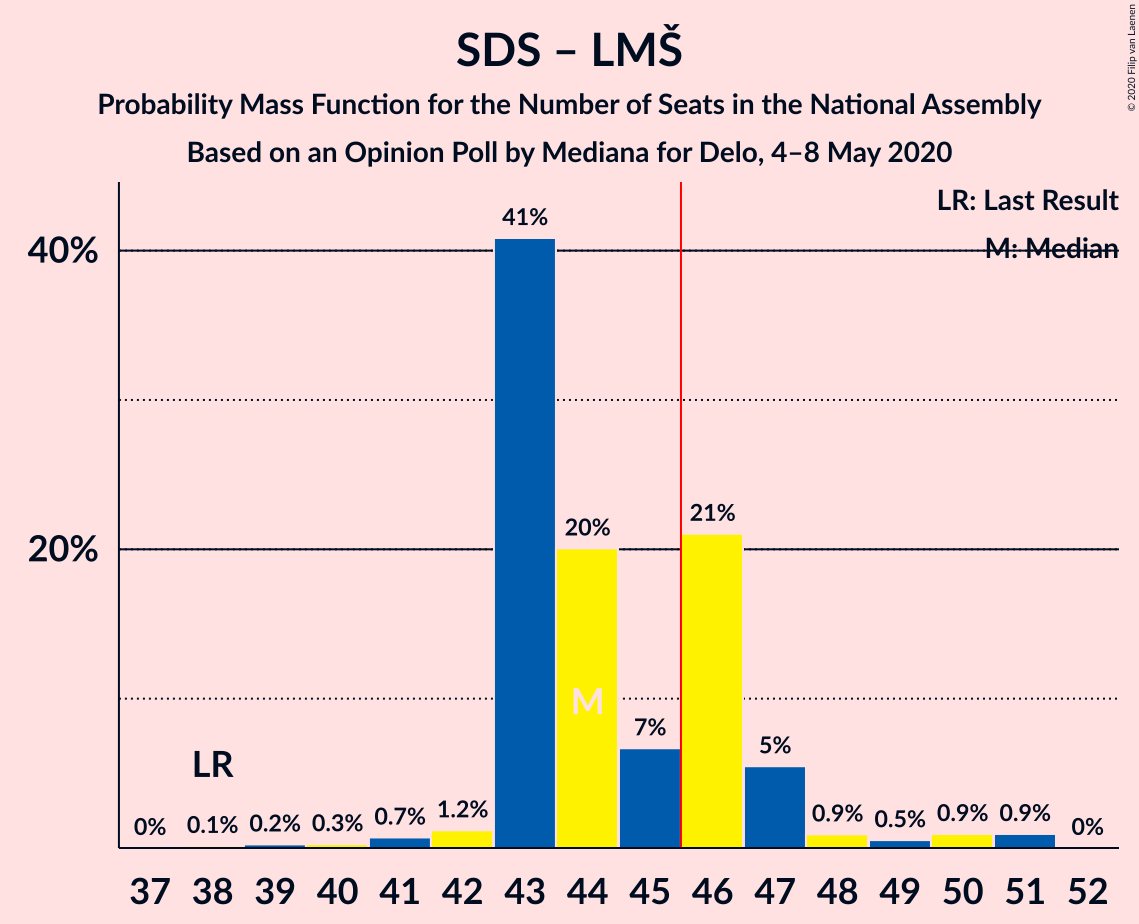 SDS – LMŠ
Probability Mass Function for the Number of Seats in the National Assembly
Based on an Opinion Poll by Mediana for Delo, 4–8 May 2020
© 2020 Filip van Laenen
LR: Last Result
M: Median
40%
20%
0%
0.1%
0.2%
0.3%
0.7%
1.2%
41%
20%
7%
21%
5%
0.9%
0.5%
0.9%
0.9%
0%
LR
M
37 38 39 40 41 42 43 44 45 46 47 48 49 50 51 52